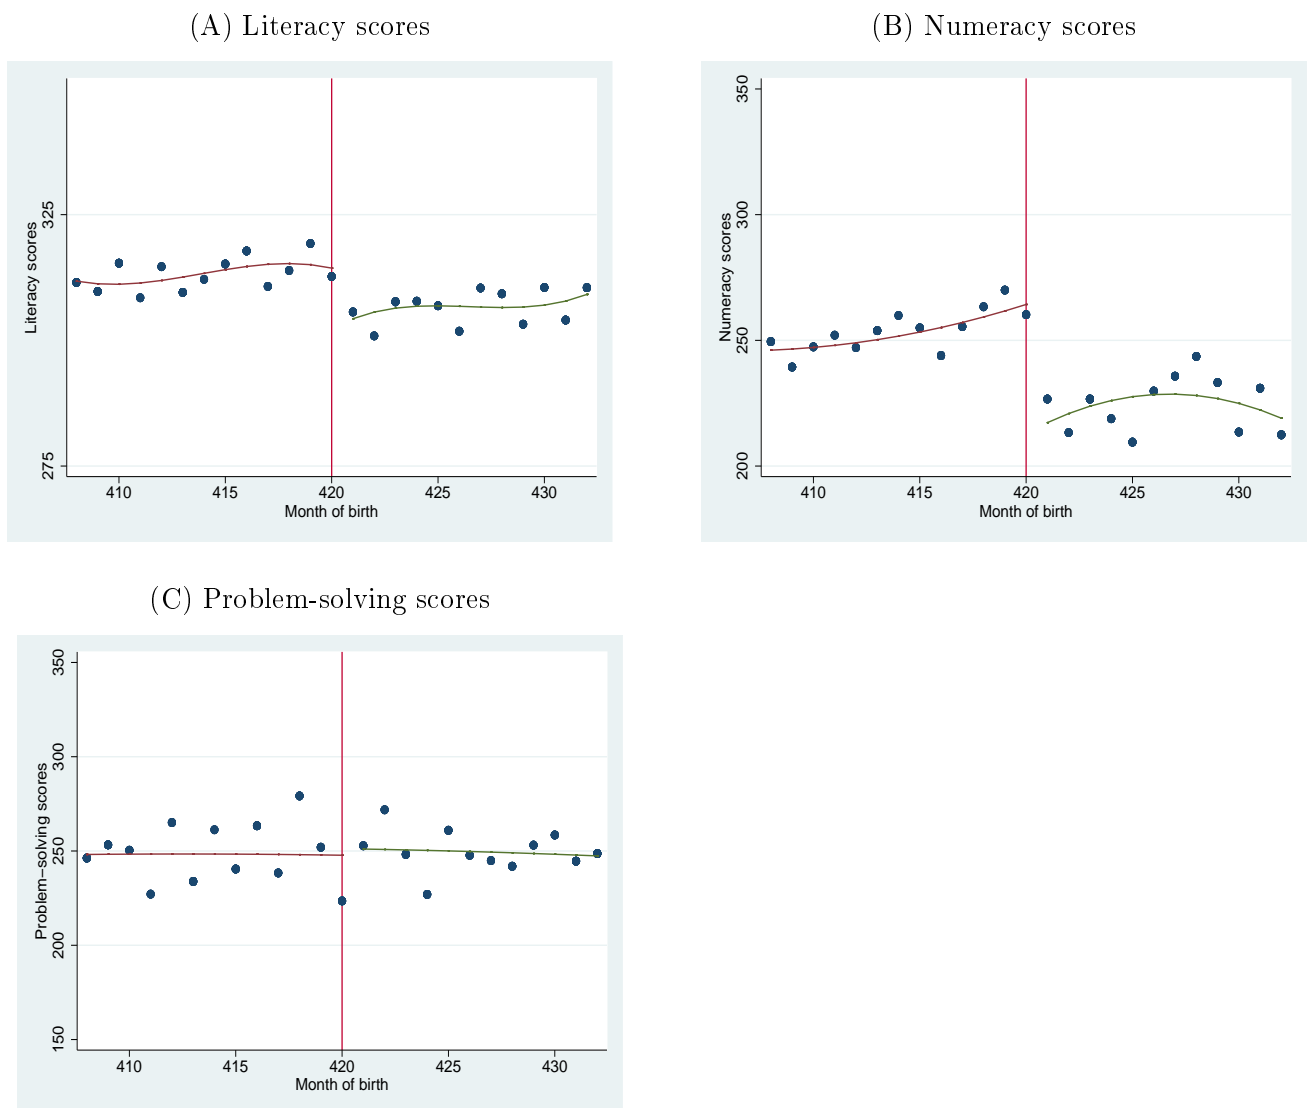 (A) Literacy scores
Literacy scores
325
275
410 415 420 425 430
Month of birth
(B) Numeracy scores
Numeracy scores
350
300
250
200
410 415 420 425 430
Month of birth
(C) Problem-solving scores
Problem−solving scores
350
300
250
200
150
410 415 420 425 430
Month of birth